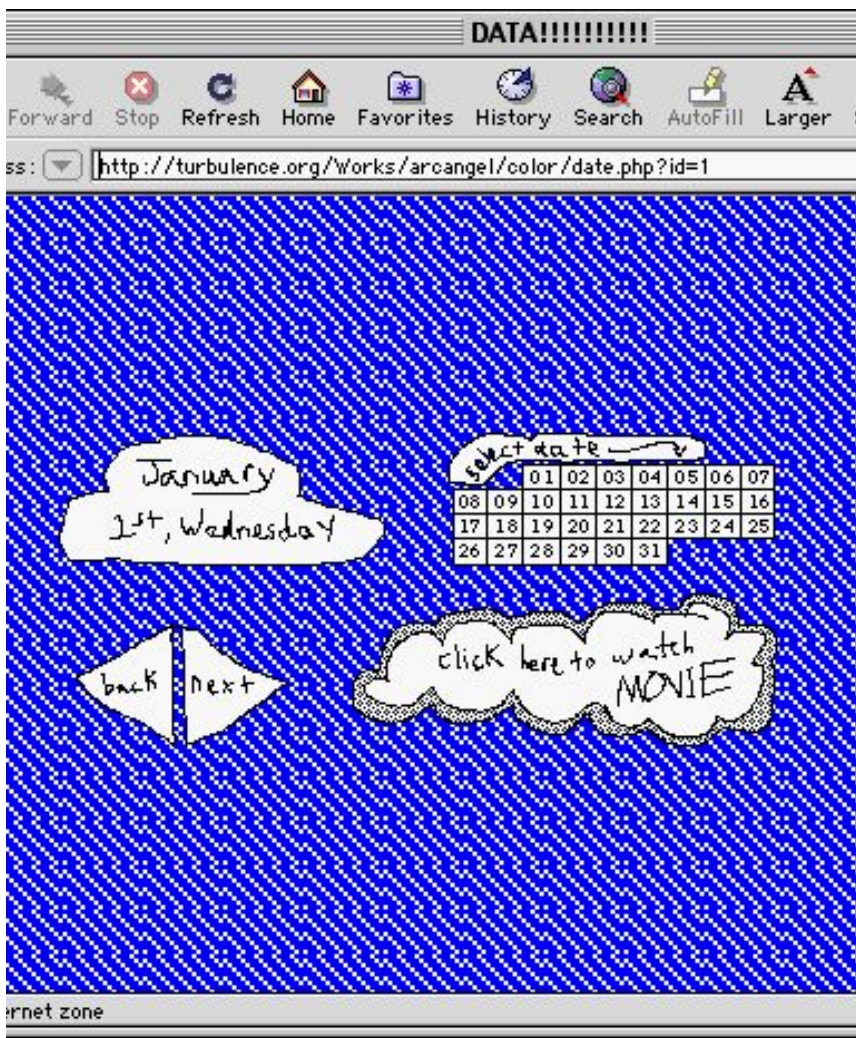 DATA!!!!!!!!!!
Forward Stop Refresh Home Favorites History Search AutoFill Larger
ss: http://turbulence.org/Works/arcangel/color/date.php?id=1
January
1st, Wednesday
select date
01 02 03 04 05 06 07
08 09 10 11 12 13 14 15 16
17 18 19 20 21 22 23 24 25
26 27 28 29 30 31
back next
click here to watch
MOVIE
ernet zone